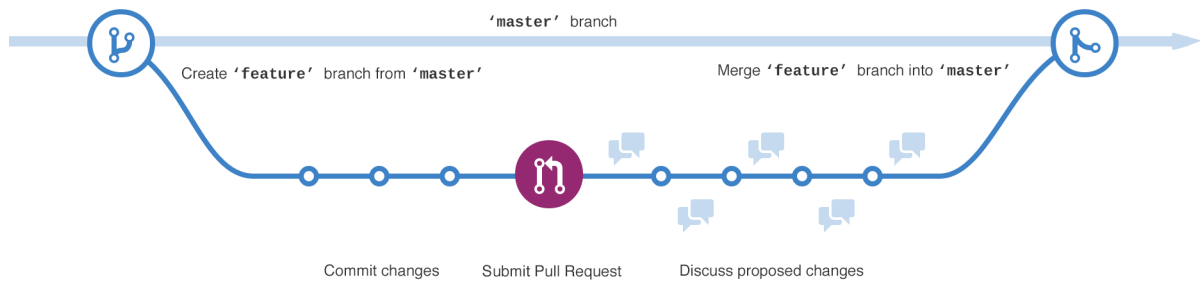 ‘master’ branch
Create ‘feature’ branch from ‘master’
Merge ‘feature’ branch into ‘master’
Commit changes
Submit Pull Request
Discuss proposed changes